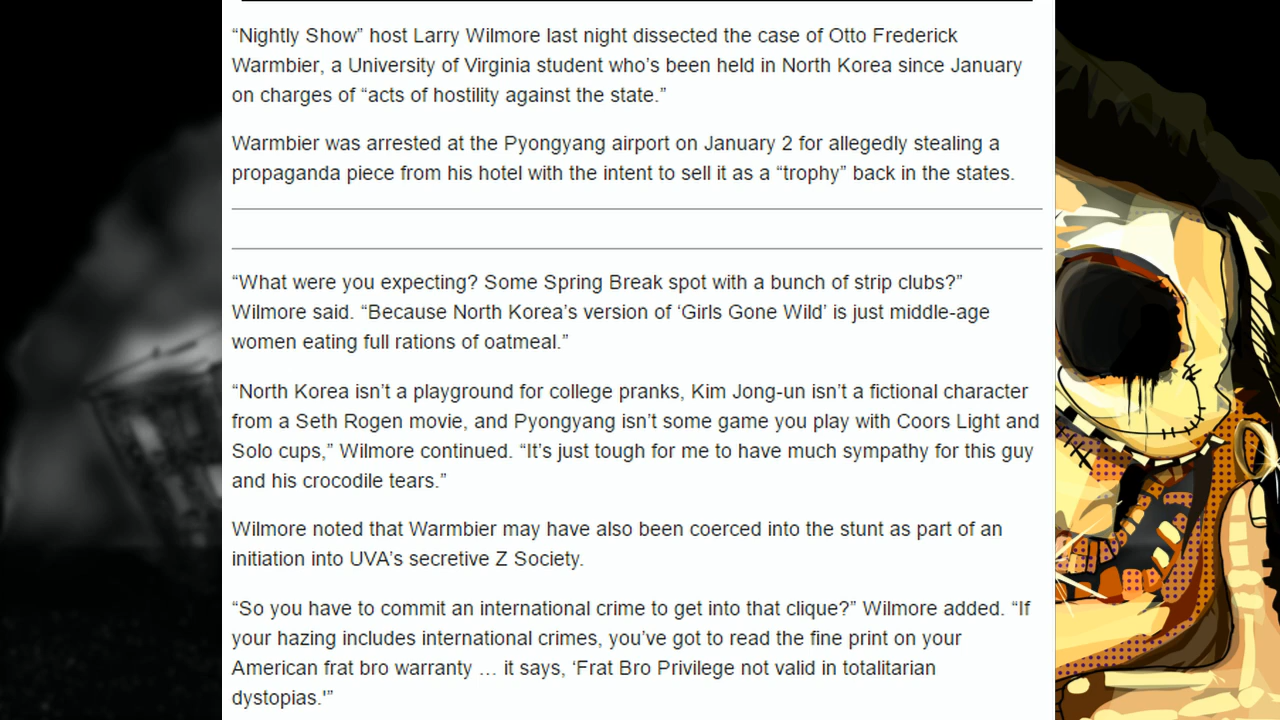 “Nightly Show” host Larry Wilmore last night dissected the case of Otto Frederick
Warmbier, a University of Virginia student who’s been held in North Korea since January
on charges of “acts of hostility against the state.”
Warmbier was arrested at the Pyongyang airport on January 2 for allegedly stealing a
propaganda piece from his hotel with the intent to sell it as a “trophy” back in the states.
“What were you expecting? Some Spring Break spot with a bunch of strip clubs?”
Wilmore said. “Because North Korea’s version of ‘Girls Gone Wild’ is just middle-age
women eating full rations of oatmeal.”
“North Korea isn’t a playground for college pranks, Kim Jong-un isn’t a fictional character
from a Seth Rogen movie, and Pyongyang isn’t some game you play with Coors Light and
Solo cups,” Wilmore continued. “It’s just tough for me to have much sympathy for this guy
and his crocodile tears.”
Wilmore noted that Warmbier may have also been coerced into the stunt as part of an
initiation into UVA’s secretive Z Society.
“So you have to commit an international crime to get into that clique?” Wilmore added. “If
your hazing includes international crimes, you’ve got to read the fine print on your
American frat bro warranty … it says, ‘Frat Bro Privilege not valid in totalitarian
dystopias.'”